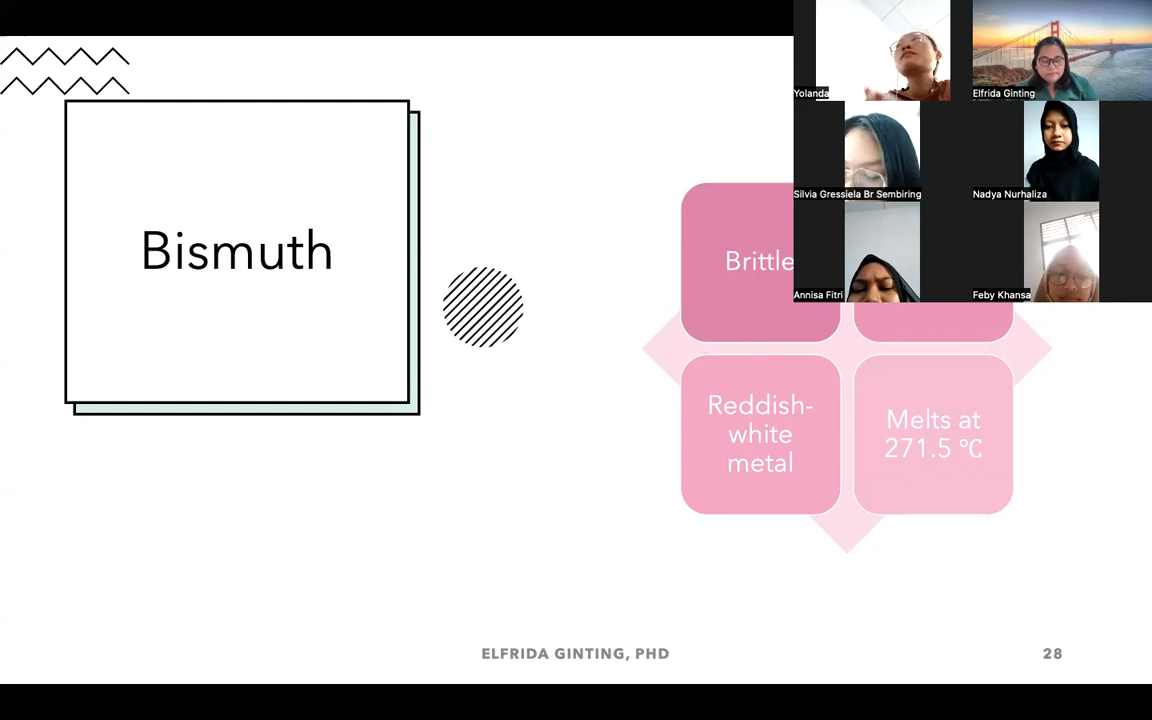 Bismuth
Brittle
Reddish-
white
metal
Melts at
271.5 ℃
Yolanda
Elfrida Ginting
Silvia Gressiela Br Sembiring
Nadya Nurhaliza
Annisa Fitri
Feby Khansa
ELFRIDA GINTING, PHD
28